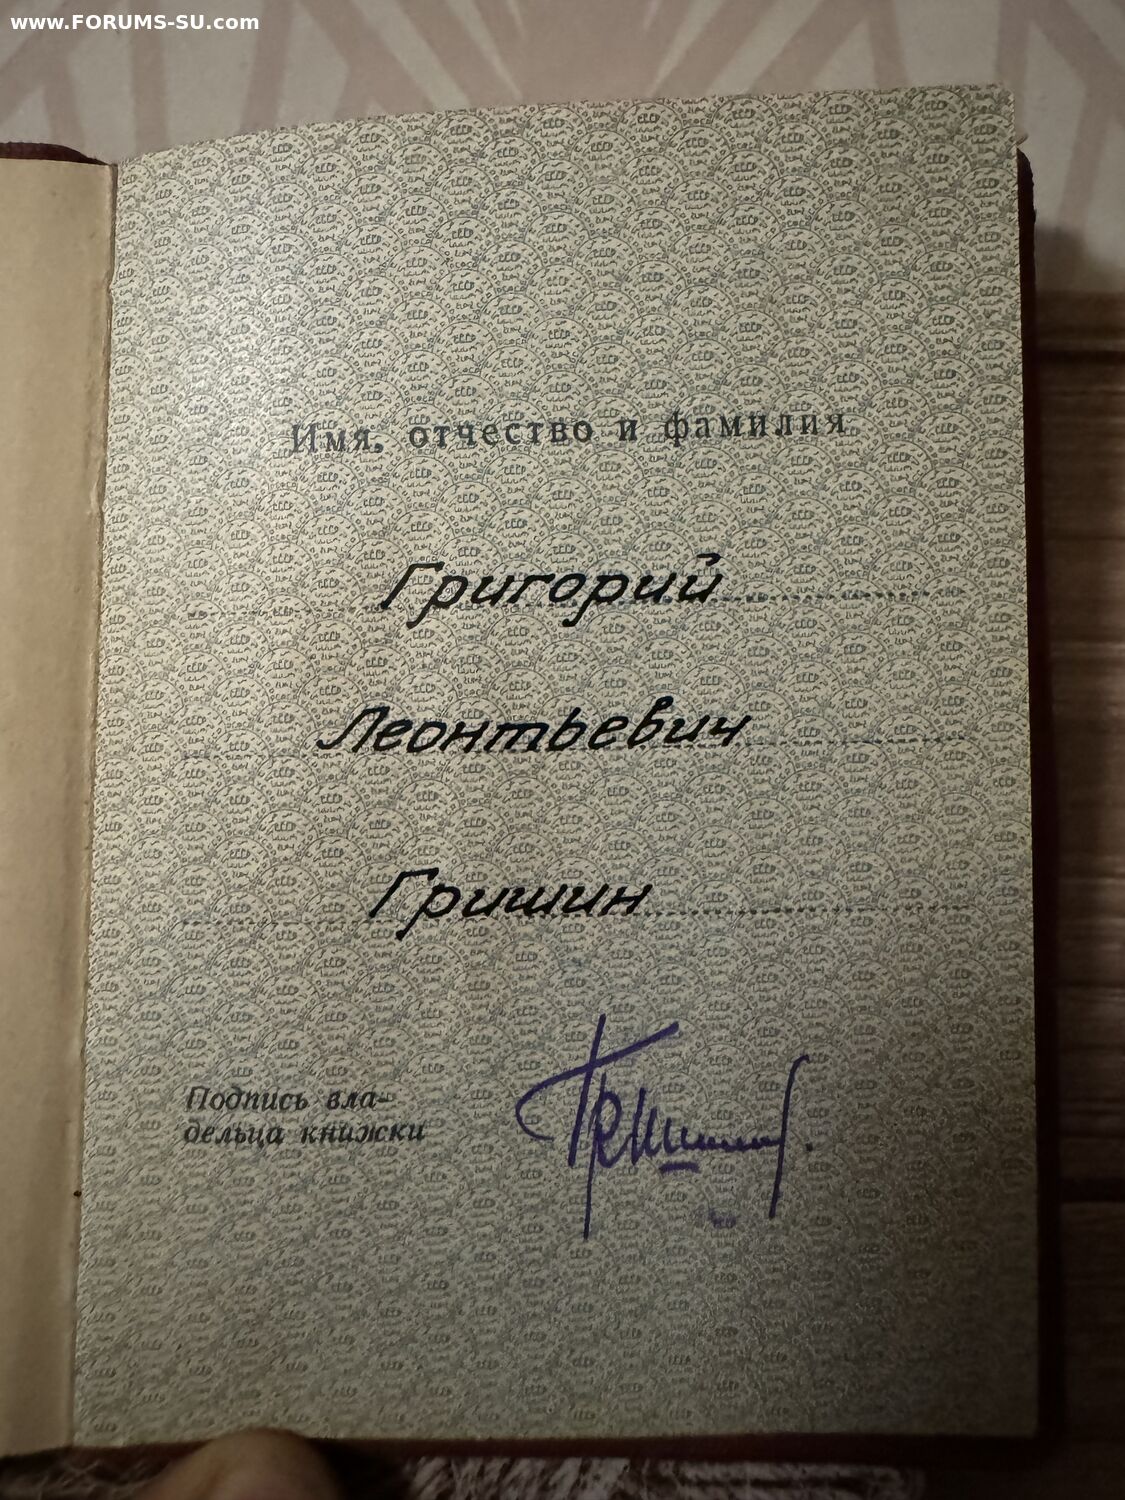 www.FORUMS-SU.com
Имя, отчество и фамилия
Григорий
Леонтьевич
Гришин
Подпись вла-
дельца книжки